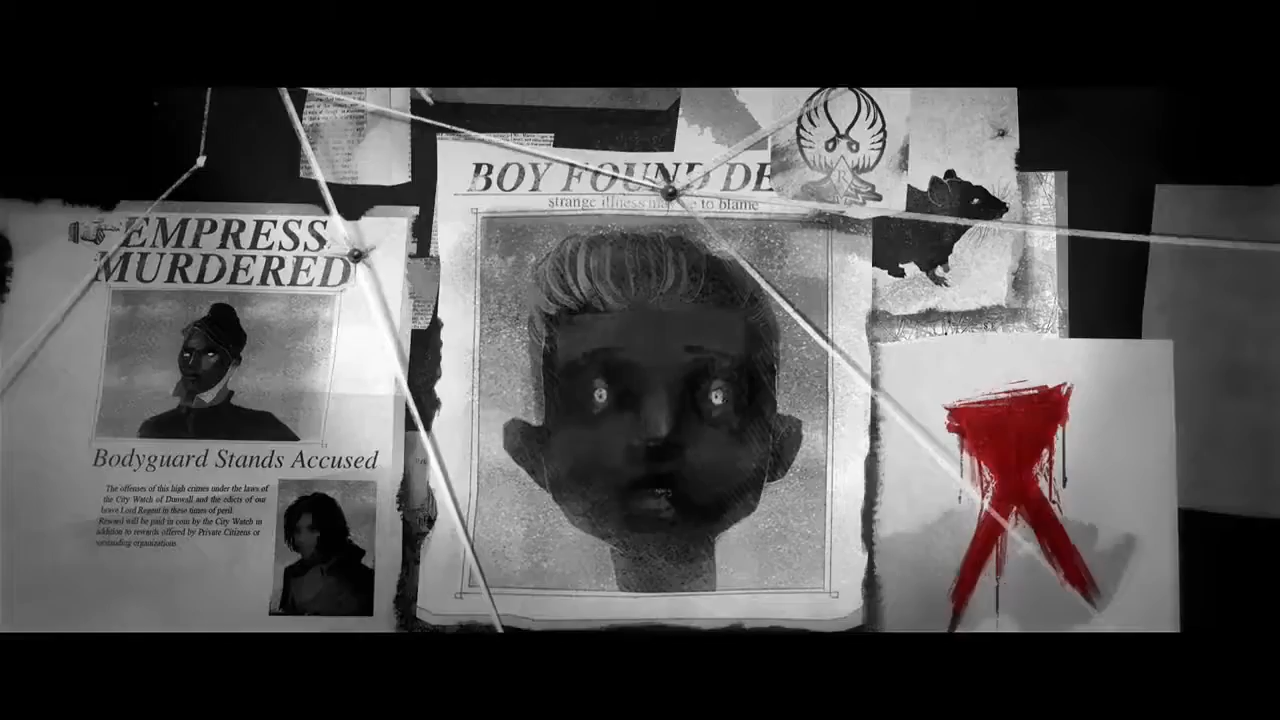 EMPRESS
MURDERED
Bodyguard Stands Accused
The offenses of this high crimes under the laws of
the City Watch of Dunwall and the edicts of our
brave Lord Regent in these times of peril.
Reward will be paid in coin by the City Watch in
addition to rewards offered by Private Citizens or
outstanding organizations.
BOY FOUND DE
strange illness may be to blame
R